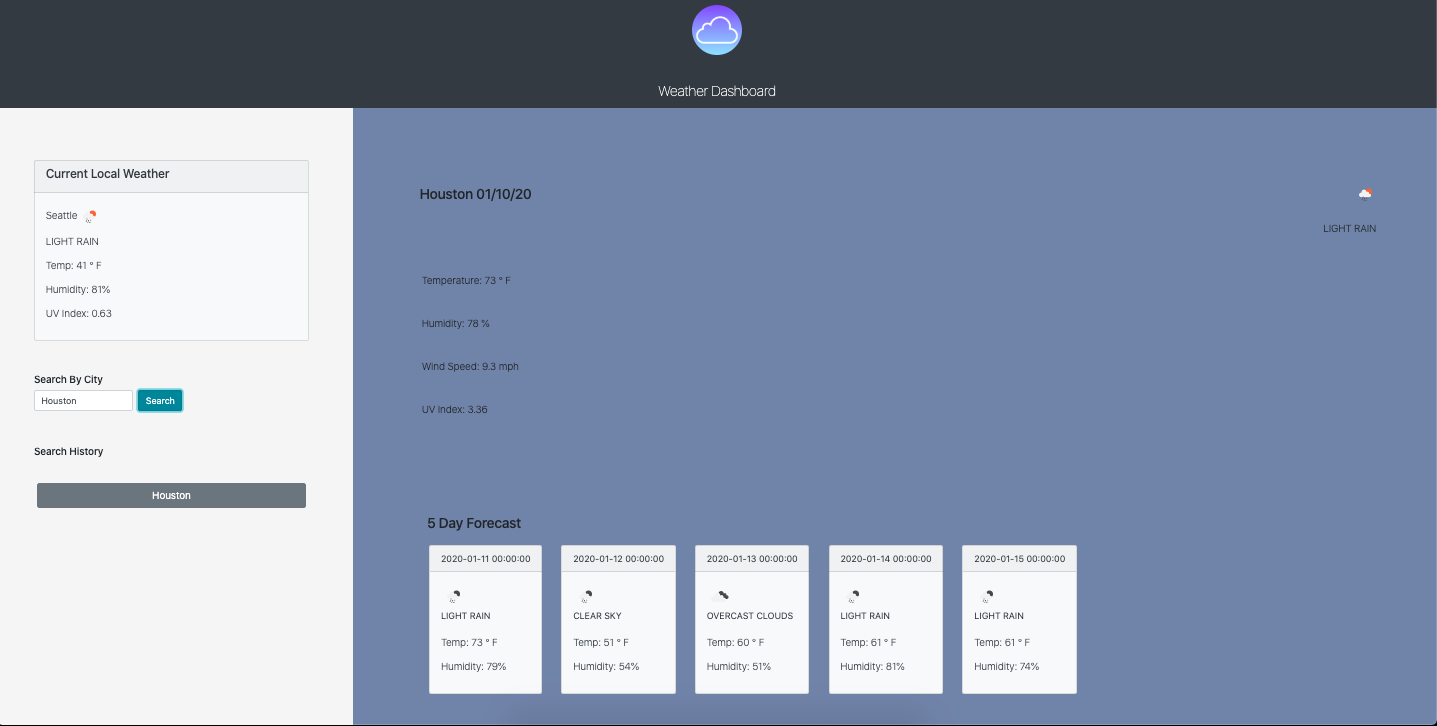 Weather Dashboard
Current Local Weather
Seattle
LIGHT RAIN
Temp: 41 ° F
Humidity: 81%
UV Index: 0.63
Search By City
Houston Search
Search History
Houston
Houston 01/10/20
LIGHT RAIN
Temperature: 73 ° F
Humidity: 78 %
Wind Speed: 9.3 mph
UV Index: 3.36
5 Day Forecast
2020-01-11 00:00:00
LIGHT RAIN
Temp: 73 ° F
Humidity: 79%
2020-01-12 00:00:00
CLEAR SKY
Temp: 51 ° F
Humidity: 54%
2020-01-13 00:00:00
OVERCAST CLOUDS
Temp: 60 ° F
Humidity: 51%
2020-01-14 00:00:00
LIGHT RAIN
Temp: 61 ° F
Humidity: 81%
2020-01-15 00:00:00
LIGHT RAIN
Temp: 61 ° F
Humidity: 74%